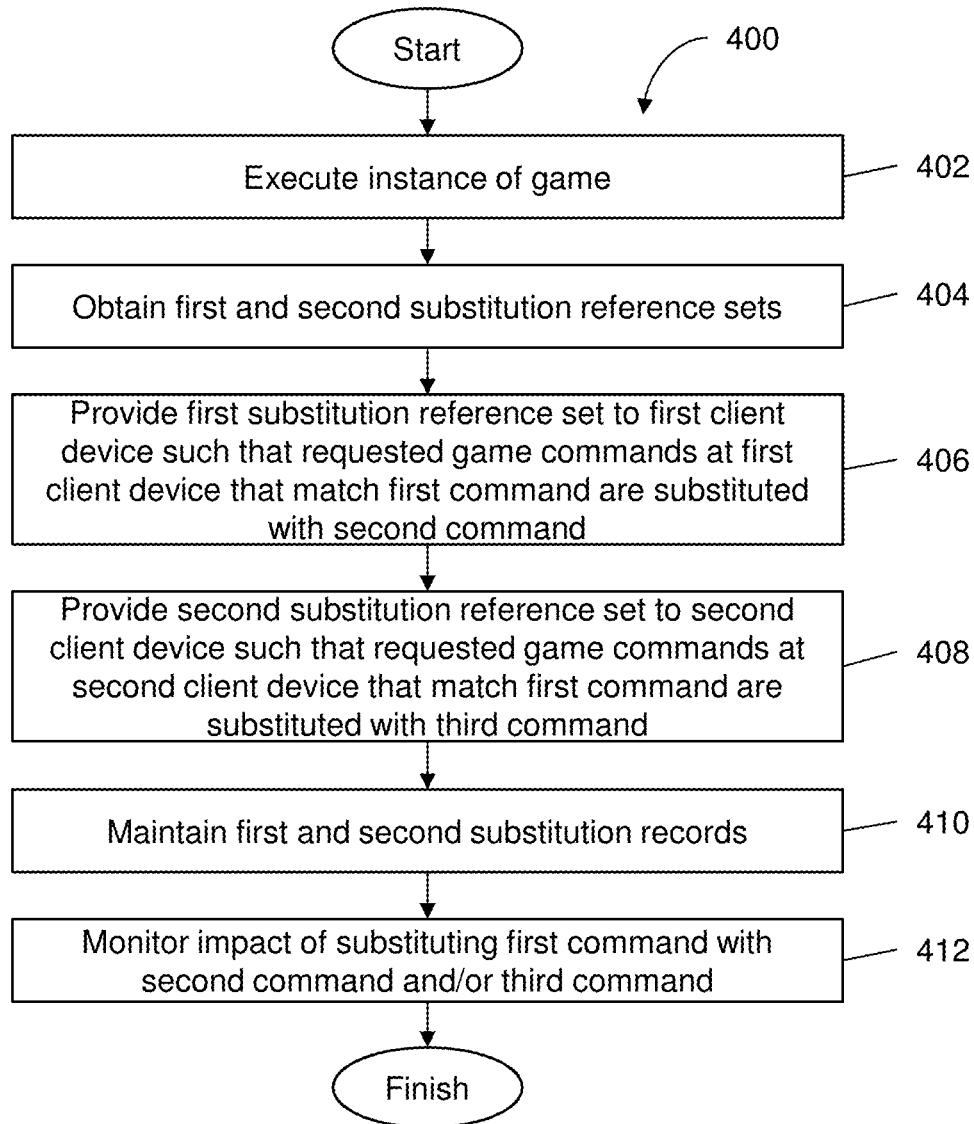 Start
400
Execute instance of game
402
Obtain first and second substitution reference sets
404
Provide first substitution reference set to first client
device such that requested game commands at first
client device that match first command are substituted
with second command
406
Provide second substitution reference set to second
client device such that requested game commands at
second client device that match first command are
substituted with third command
408
Maintain first and second substitution records
410
Monitor impact of substituting first command with
second command and/or third command
412
Finish